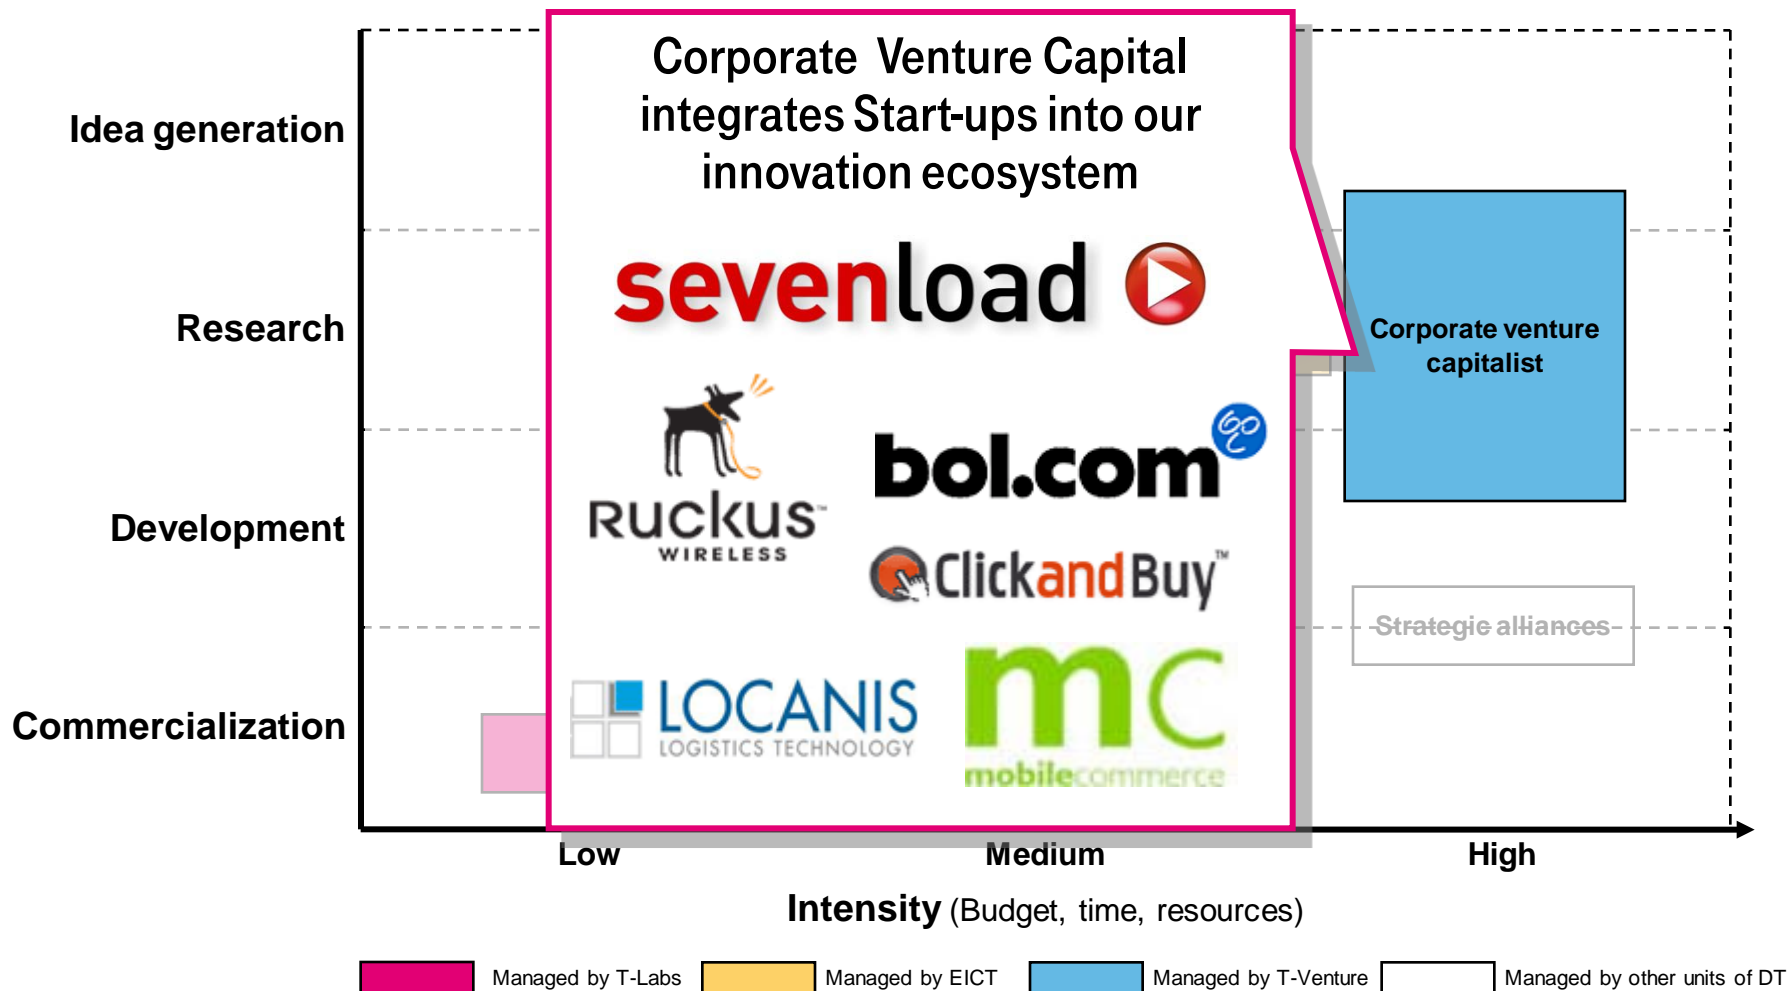 Corporate Venture Capital
integrates Start-ups into our
innovation ecosystem
Idea generation
Research
Development
Commercialization
sevenload
RUCKUS™
WIRELESS
bol.com
ClickandBuy™
LOCANIS
LOGISTICS TECHNOLOGY
mc
mobilecommerce
Corporate venture
capitalist
Strategic alliances
Low
Medium
High
Intensity (Budget, time, resources)
Managed by T-Labs
Managed by EICT
Managed by T-Venture
Managed by other units of DT